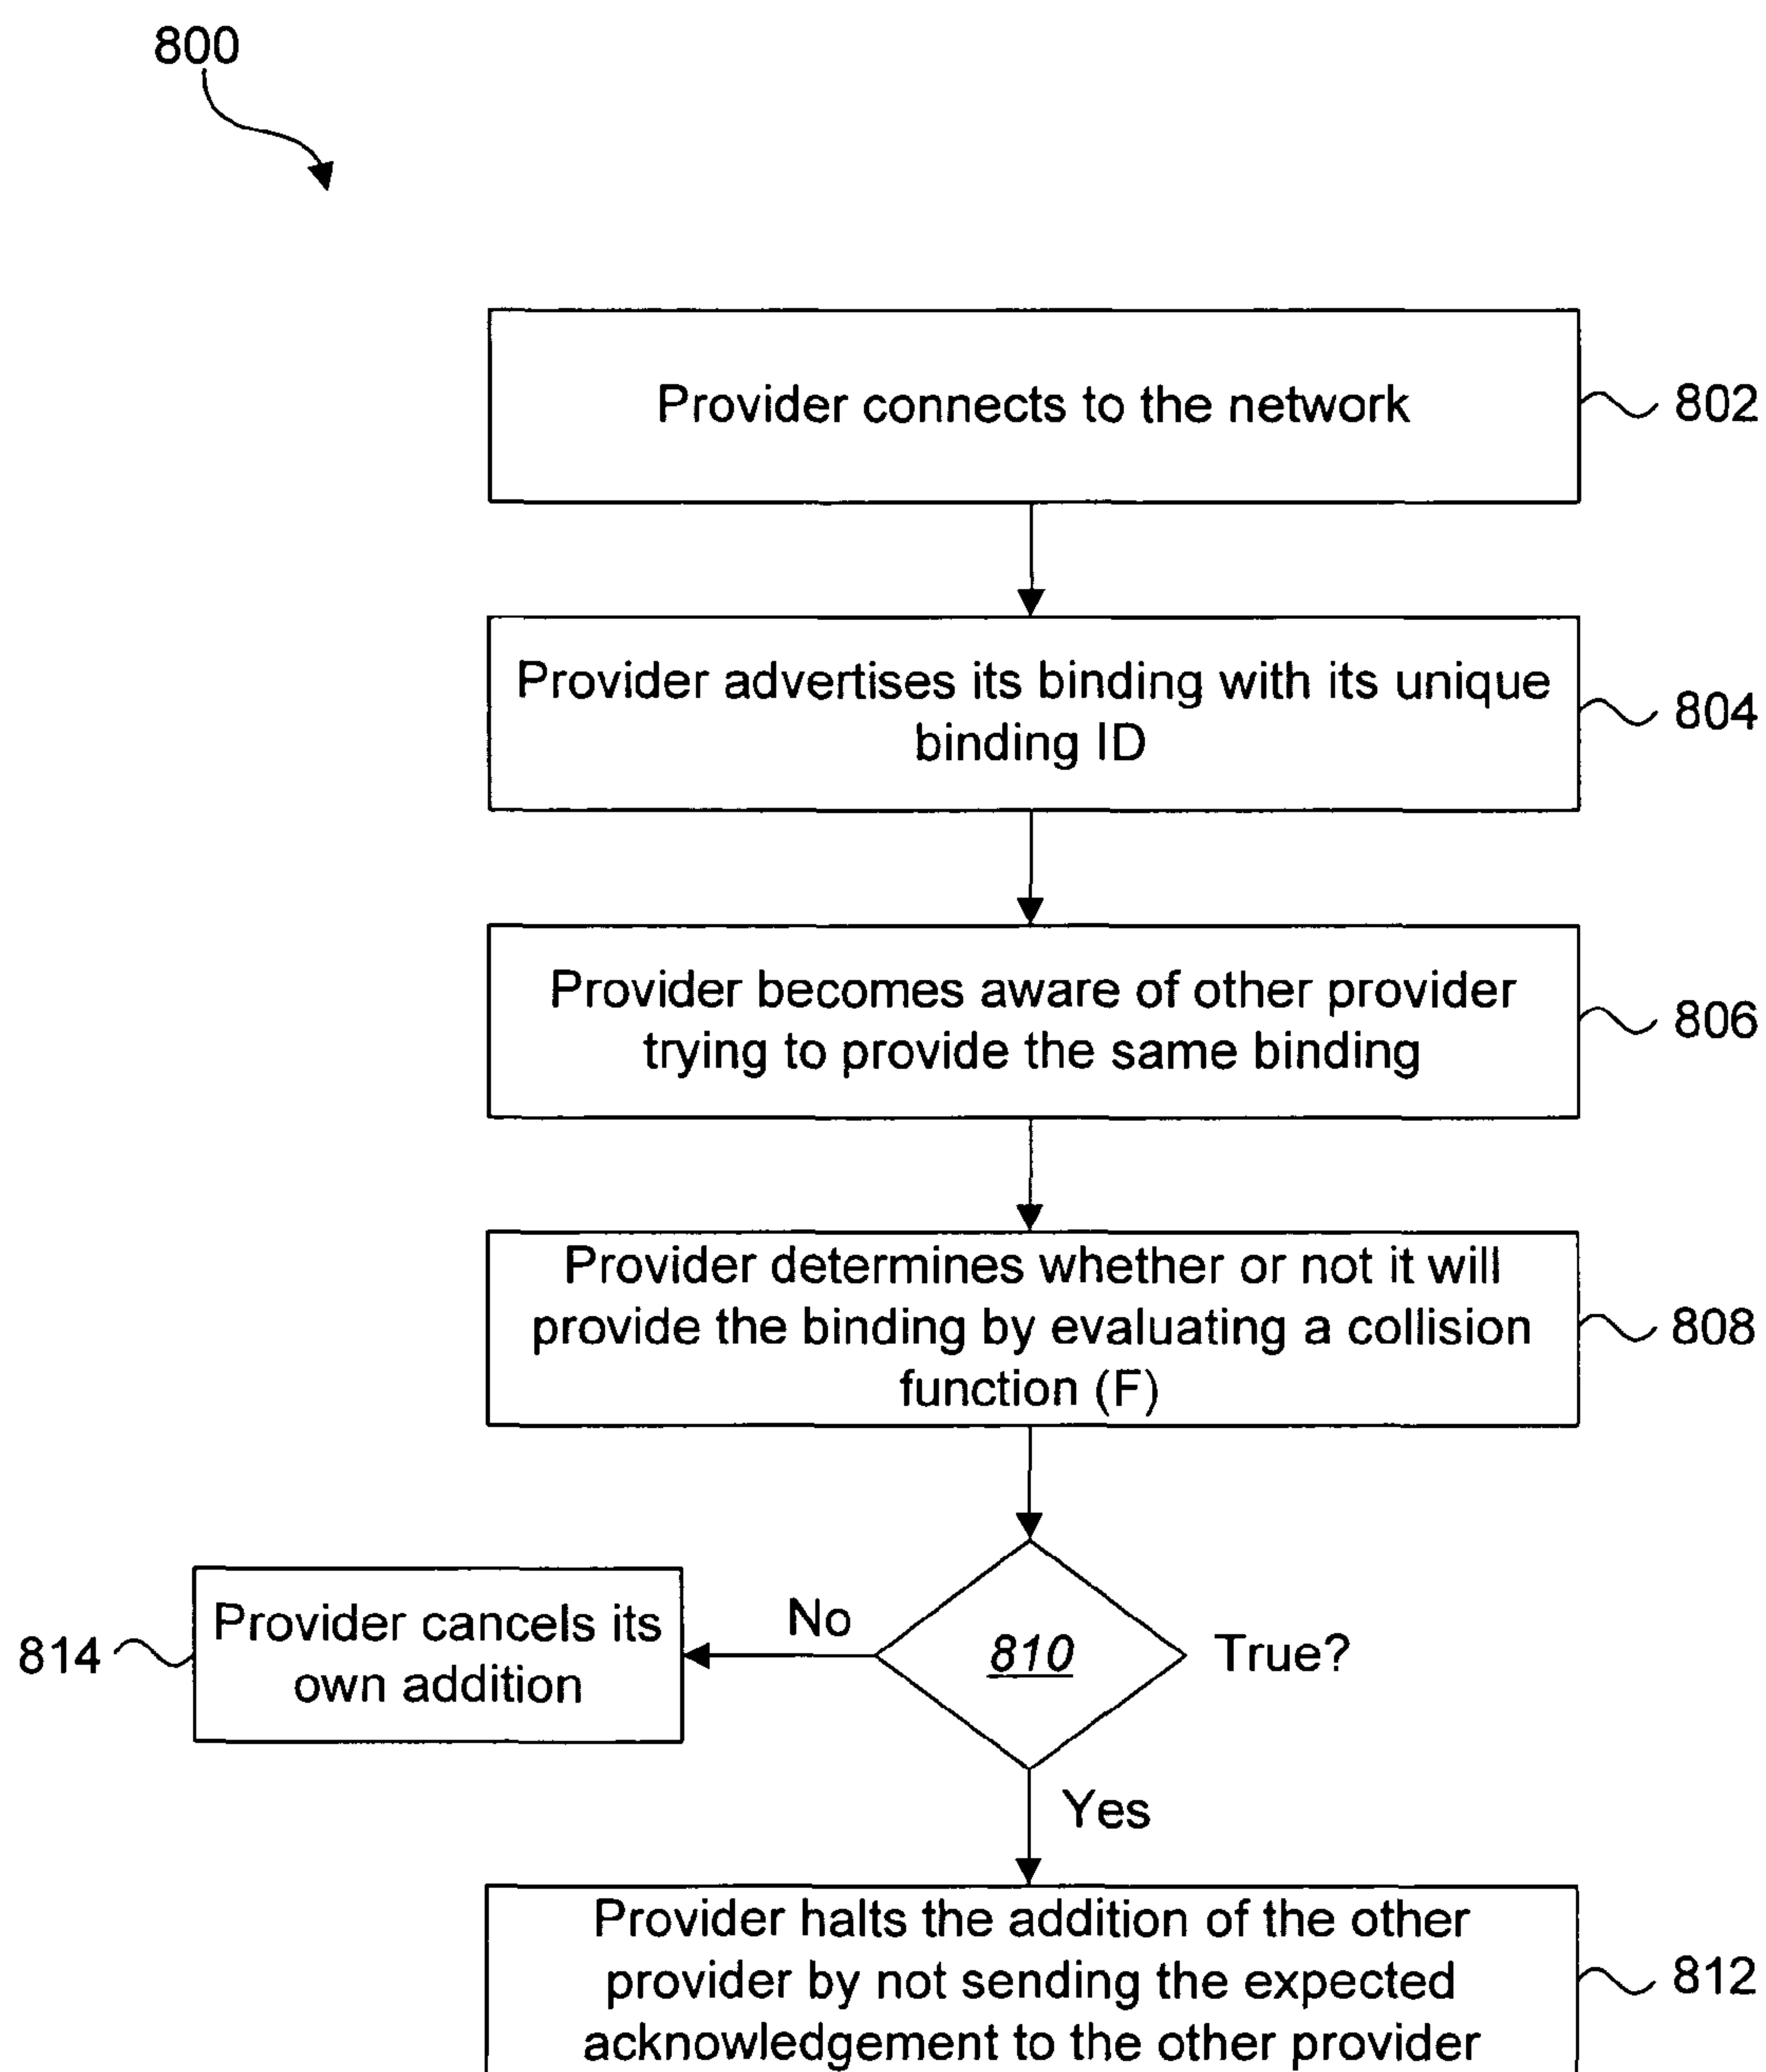 800
Provider connects to the network
802
Provider advertises its binding with its unique
binding ID
804
Provider becomes aware of other provider
trying to provide the same binding
806
Provider determines whether or not it will
provide the binding by evaluating a collision
function (F)
808
814
Provider cancels its
own addition
No
810
True?
Yes
Provider halts the addition of the other
provider by not sending the expected
acknowledgement to the other provider
812